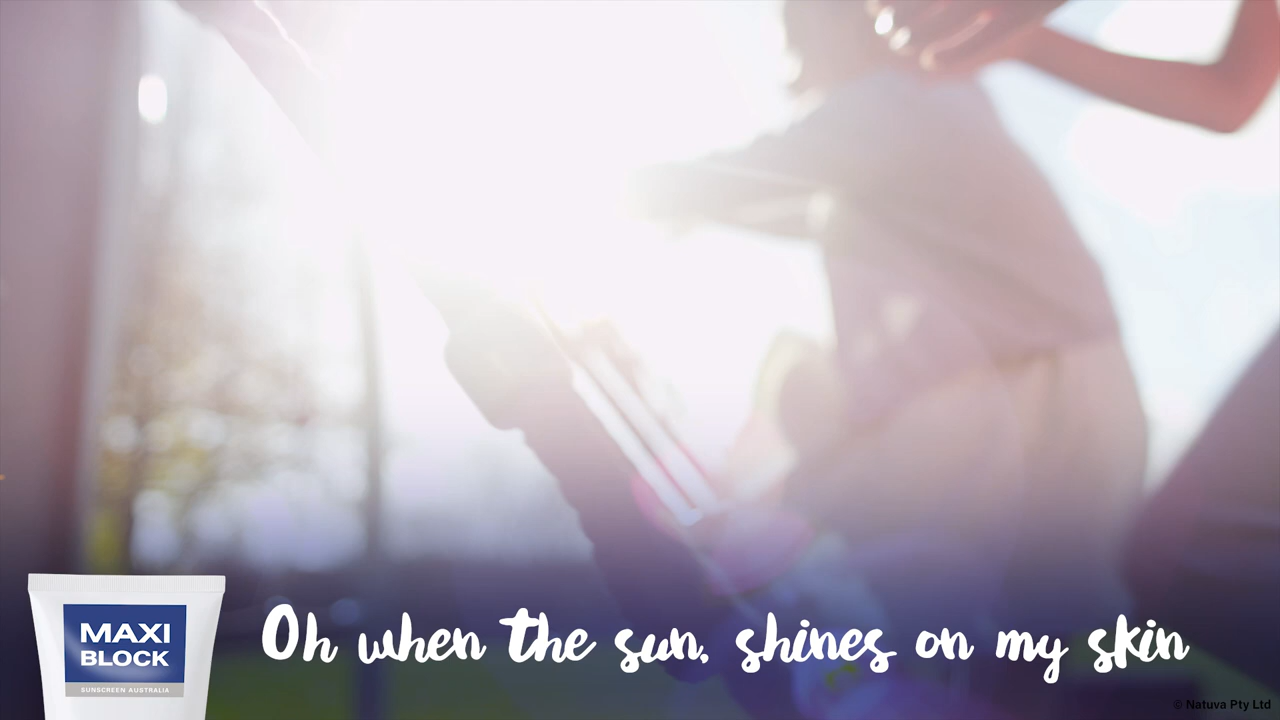 Oh when the sun, shines on my skin
MAXI
BLOCK
SUNSCREEN AUSTRALIA
© Natuva Pty Ltd